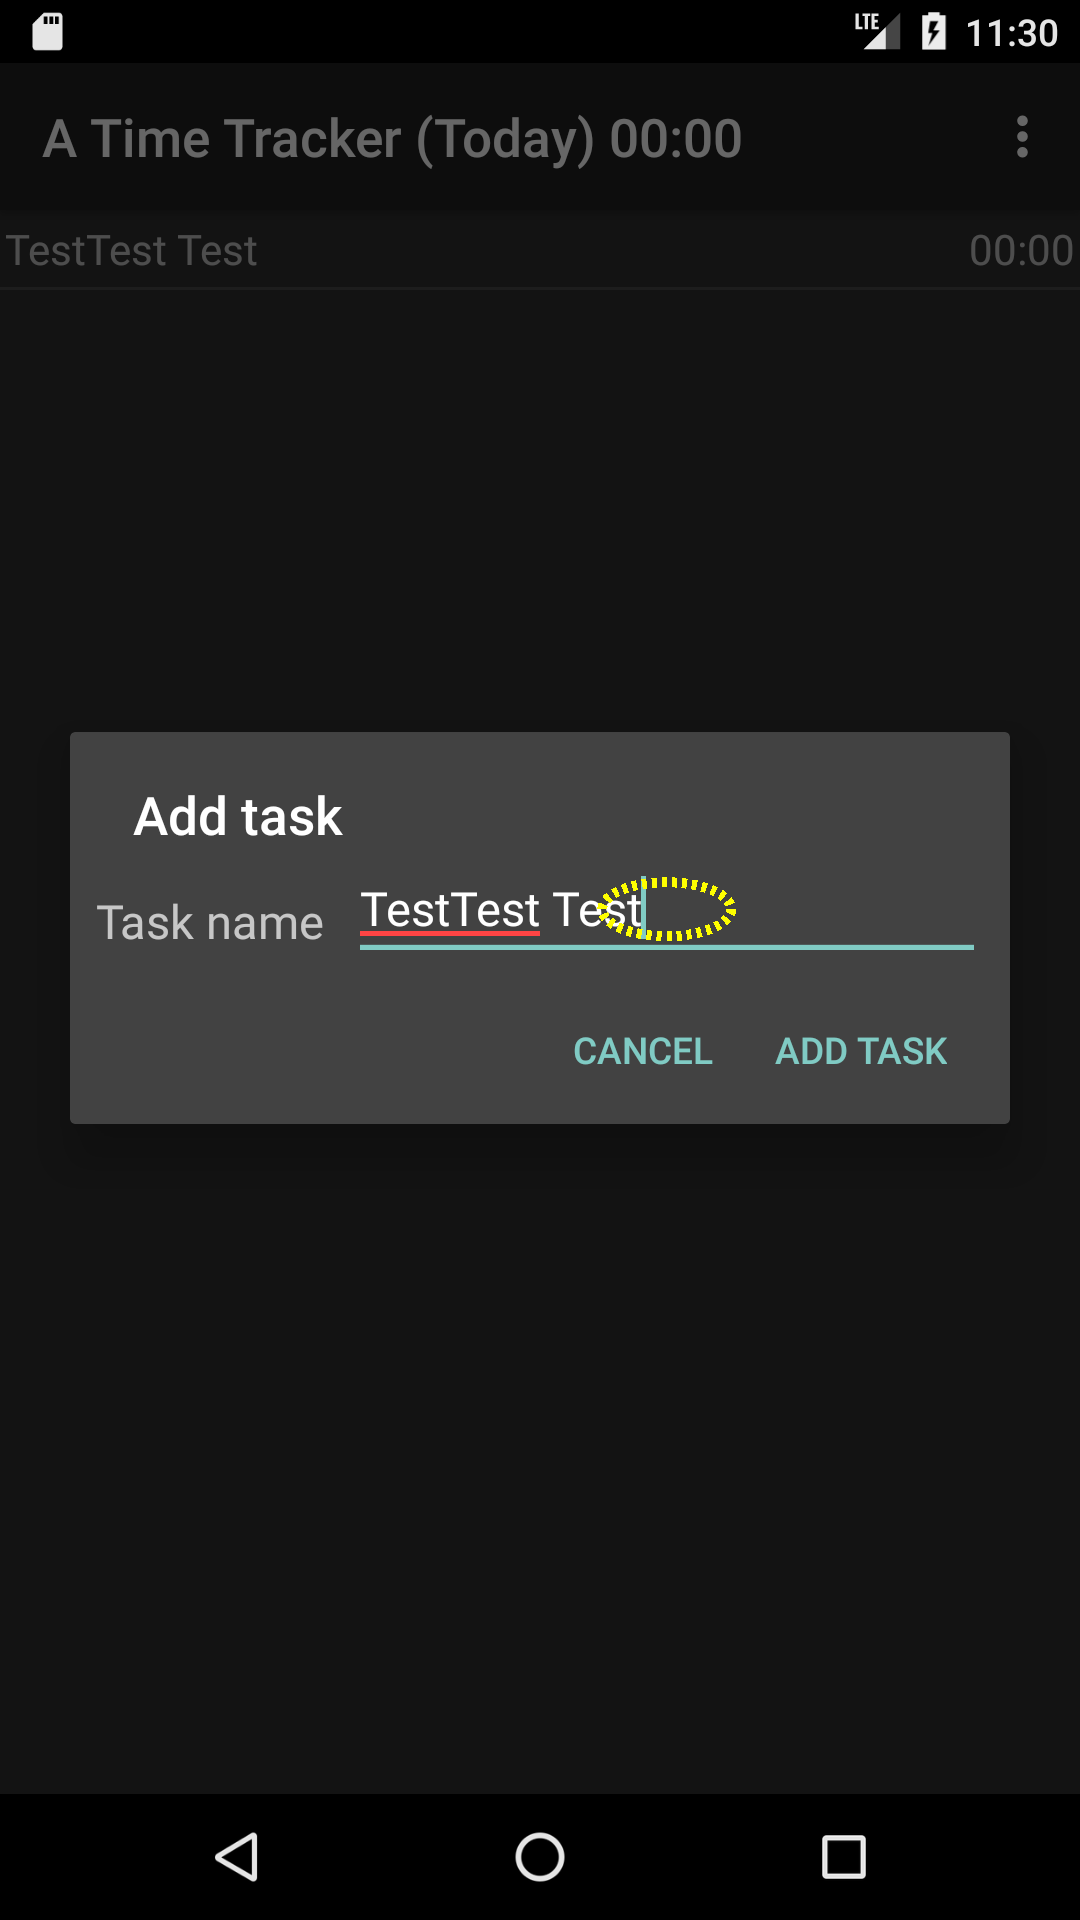 LTE 11:30
A Time Tracker (Today) 00:00
TestTest Test 00:00
Add task
Task name TestTest Test
CANCEL ADD TASK